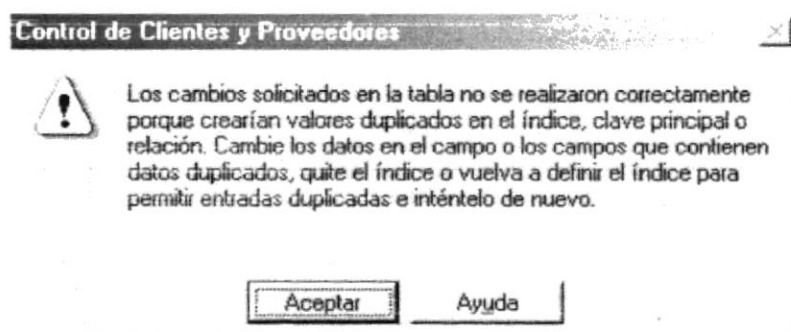 Control de Clientes y Proveedores
Los cambios solicitados en la tabla no se realizaron correctamente
porque crearían valores duplicados en el índice, clave principal o
relación. Cambie los datos en el campo o los campos que contienen
datos duplicados, quite el índice o vuelva a definir el índice para
permitir entradas duplicadas e inténtelo de nuevo.
Aceptar
Ayuda